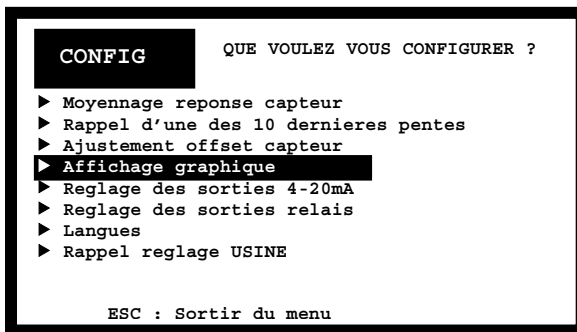 CONFIG
QUE VOULEZ VOUS CONFIGURER ?
Moyennage reponse capteur
Rappel d’une des 10 dernieres pentes
Ajustement offset capteur
Affichage graphique
Reglage des sorties 4-20mA
Reglage des sorties relais
Langues
Rappel reglage USINE
ESC : Sortir du menu